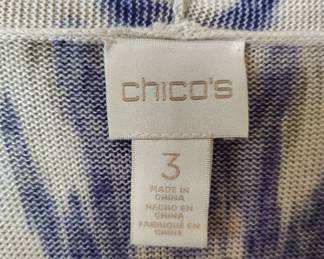 chico's
3
MADE IN
CHINA
HECHO EN
CHINA
FABRIQUÉ EN
CHINE